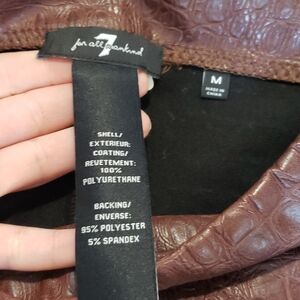 7
for all mankind
M
MADE IN
CHINA
SHELL/
EXTERIEUR:
COATING/
REVETEMENT:
100%
POLYURETHANE
BACKING/
ENVERSE:
95% POLYESTER
5% SPANDEX